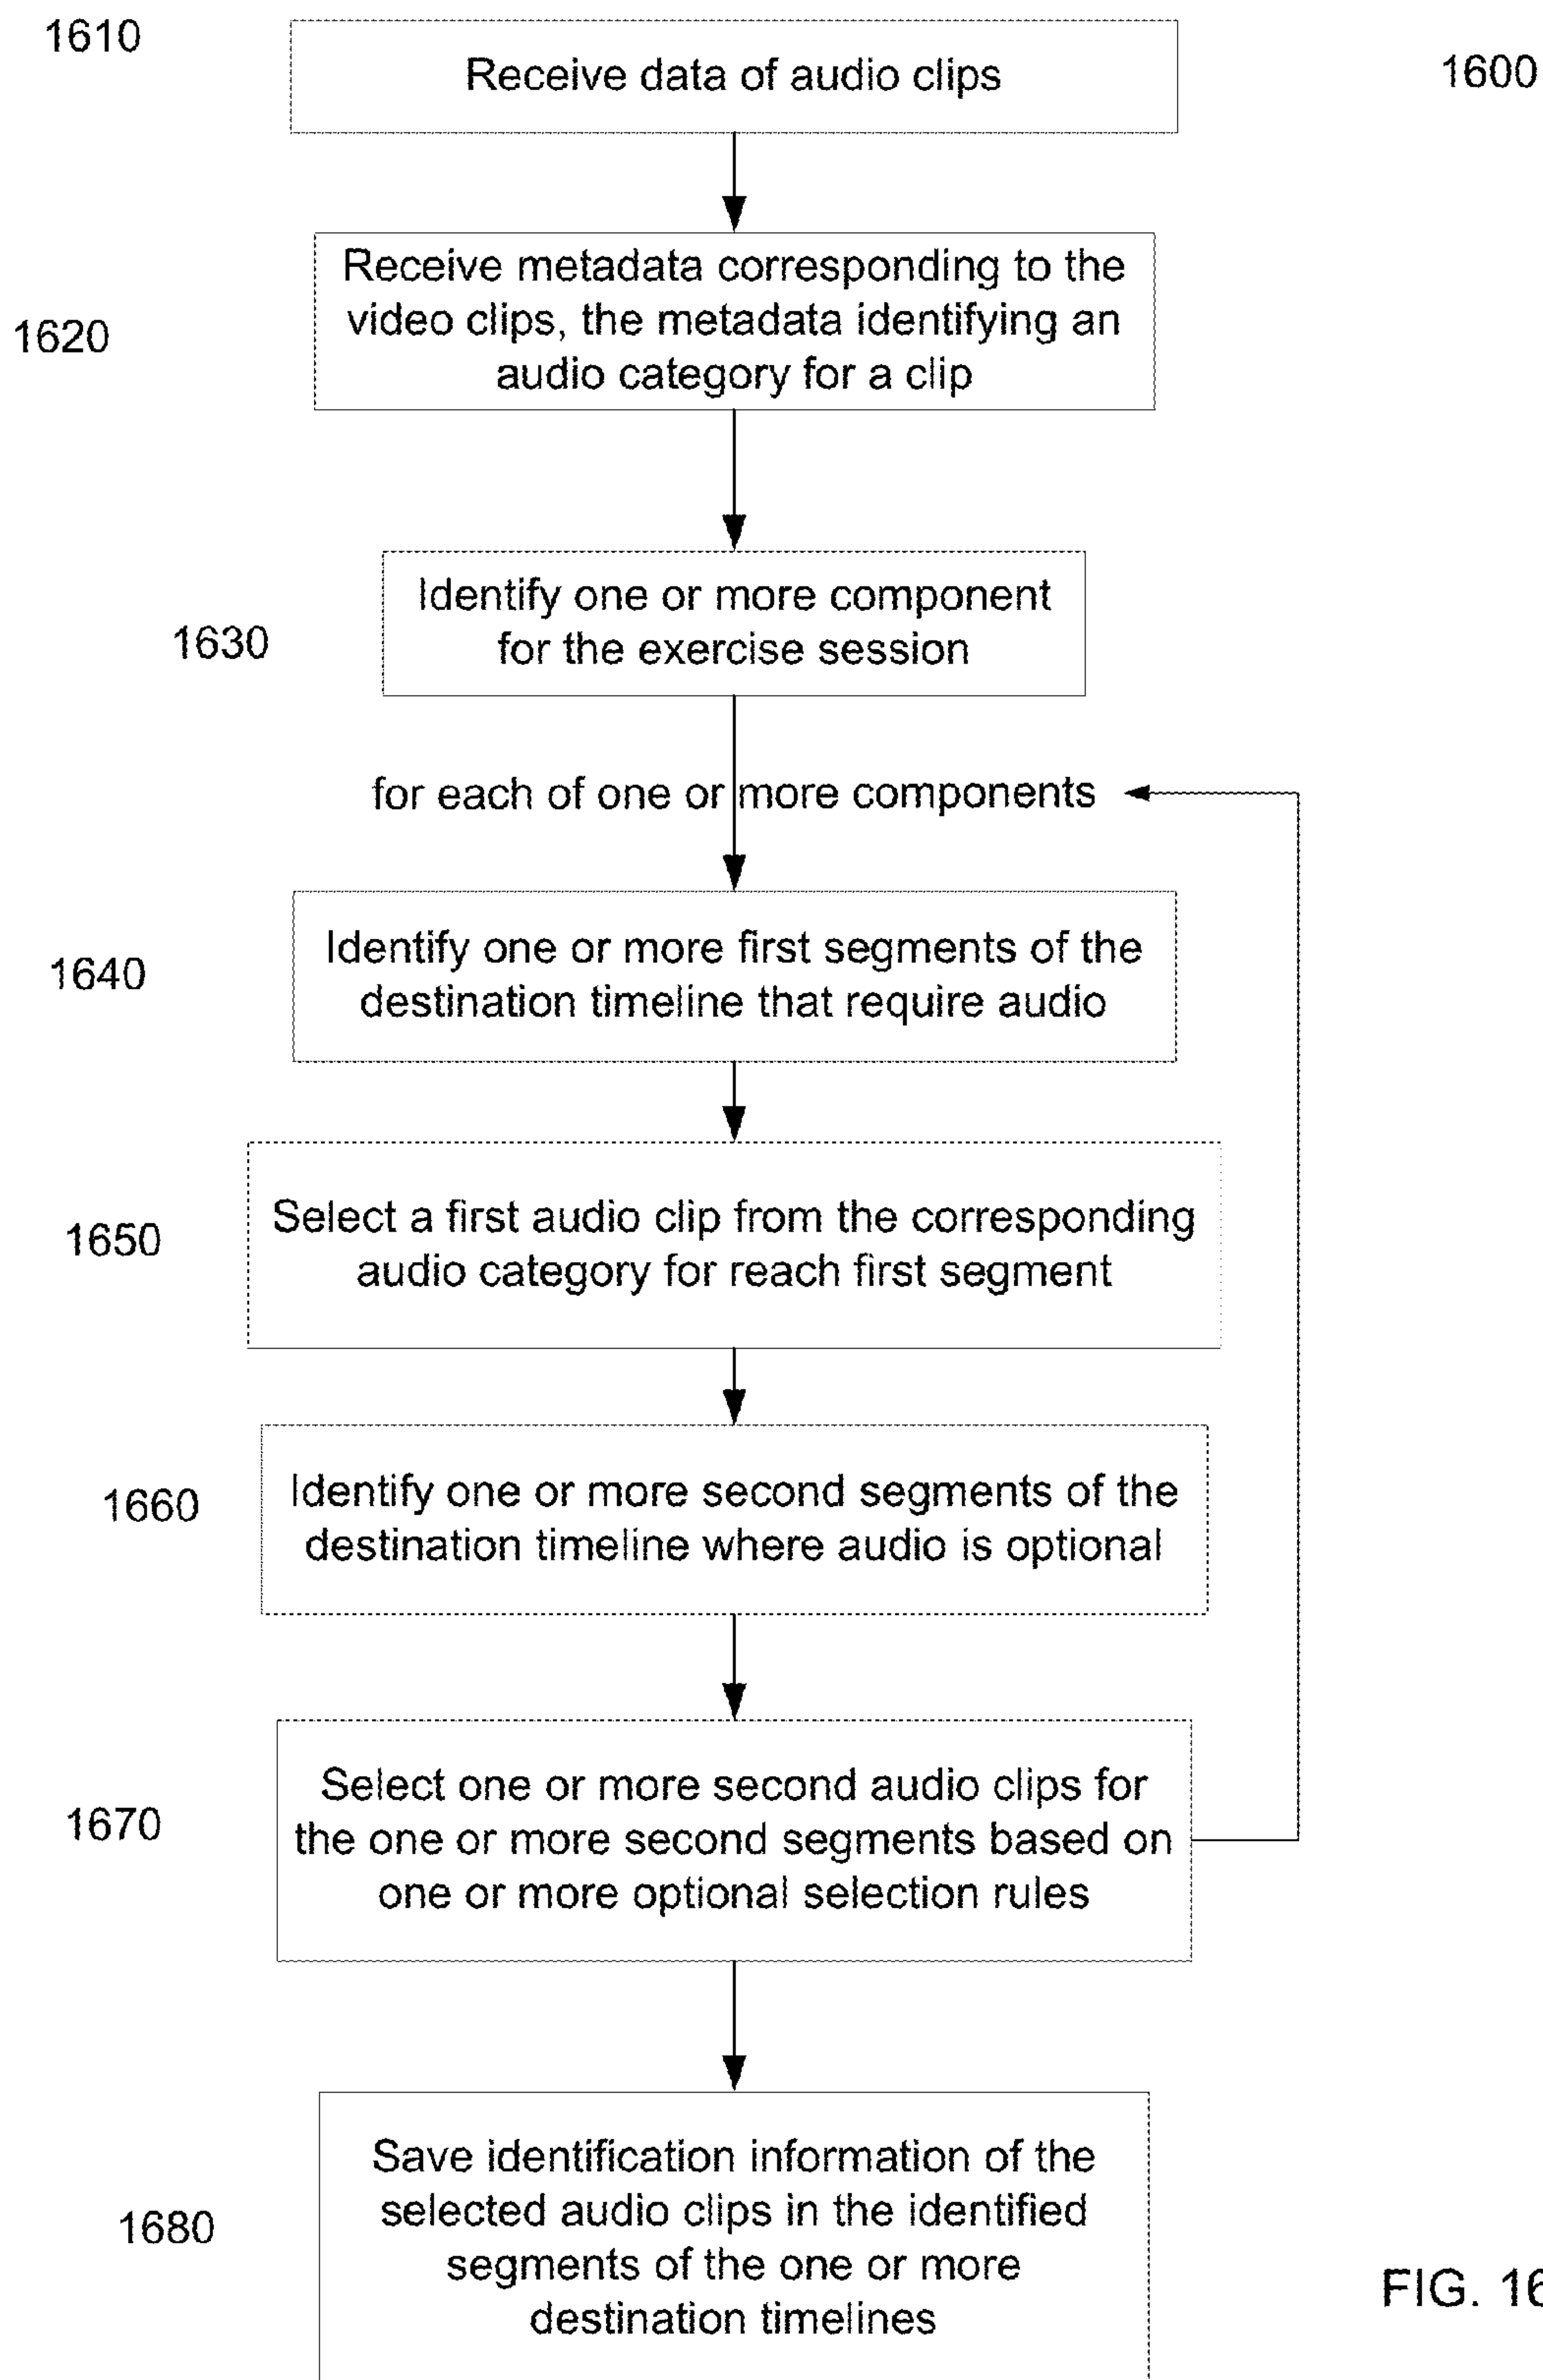 1610
Receive data of audio clips
1600
Receive metadata corresponding to the
video clips, the metadata identifying an
audio category for a clip
1620
Identify one or more component
for the exercise session
1630
for each of one or more components
Identify one or more first segments of the
destination timeline that require audio
1640
Select a first audio clip from the corresponding
audio category for reach first segment
1650
Identify one or more second segments of the
destination timeline where audio is optional
1660
Select one or more second audio clips for
the one or more second segments based on
one or more optional selection rules
1670
Save identification information of the
selected audio clips in the identified
segments of the one or more
destination timelines
1680
FIG. 16